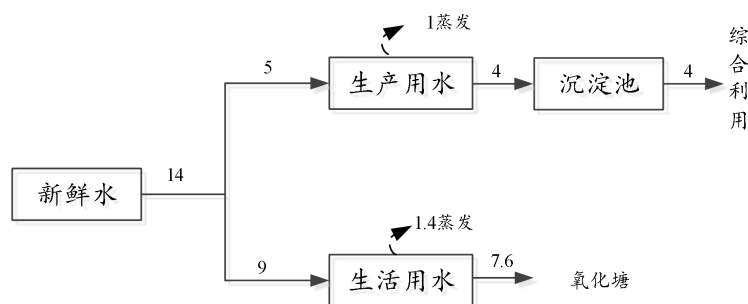 1蒸发
5
生产用水
4
沉淀池
4
综合利用
新鲜水
14
1.4蒸发
9
生活用水
7.6
氧化塘